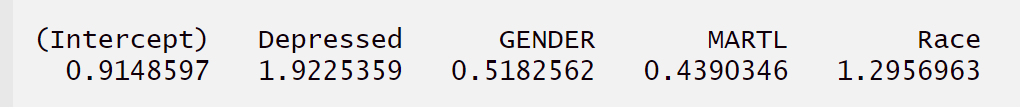 (Intercept) Depressed GENDER MARTL Race
0.9148597 1.9225359 0.5182562 0.4390346 1.2956963